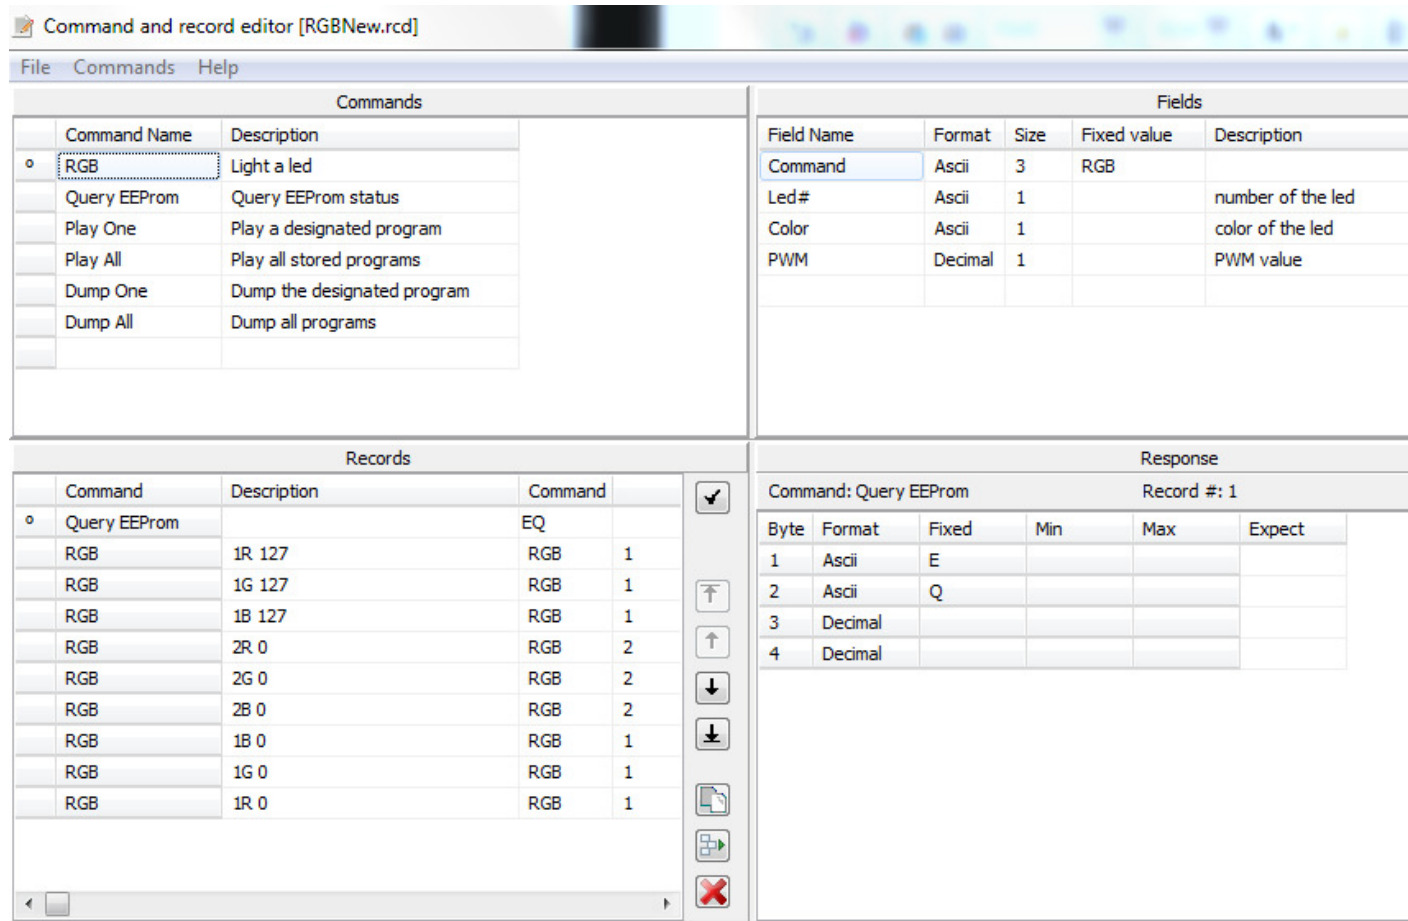 Command and record editor [RGBNew.rcd]
File Commands Help
Commands
Command Name Description
RGB Light a led
Query EEProm Query EEProm status
Play One Play a designated program
Play All Play all stored programs
Dump One Dump the designated program
Dump All Dump all programs
Fields
Field Name Format Size Fixed value Description
Command Ascii 3 RGB
Led# Ascii 1 number of the led
Color Ascii 1 color of the led
PWM Decimal 1 PWM value
Records
Command Description Command
Query EEProm EQ
RGB 1R 127 RGB 1
RGB 1G 127 RGB 1
RGB 1B 127 RGB 1
RGB 2R 0 RGB 2
RGB 2G 0 RGB 2
RGB 2B 0 RGB 2
RGB 1B 0 RGB 1
RGB 1G 0 RGB 1
RGB 1R 0 RGB 1
Response
Command: Query EEProm Record #: 1
Byte Format Fixed Min Max Expect
1 Ascii E
2 Ascii Q
3 Decimal
4 Decimal